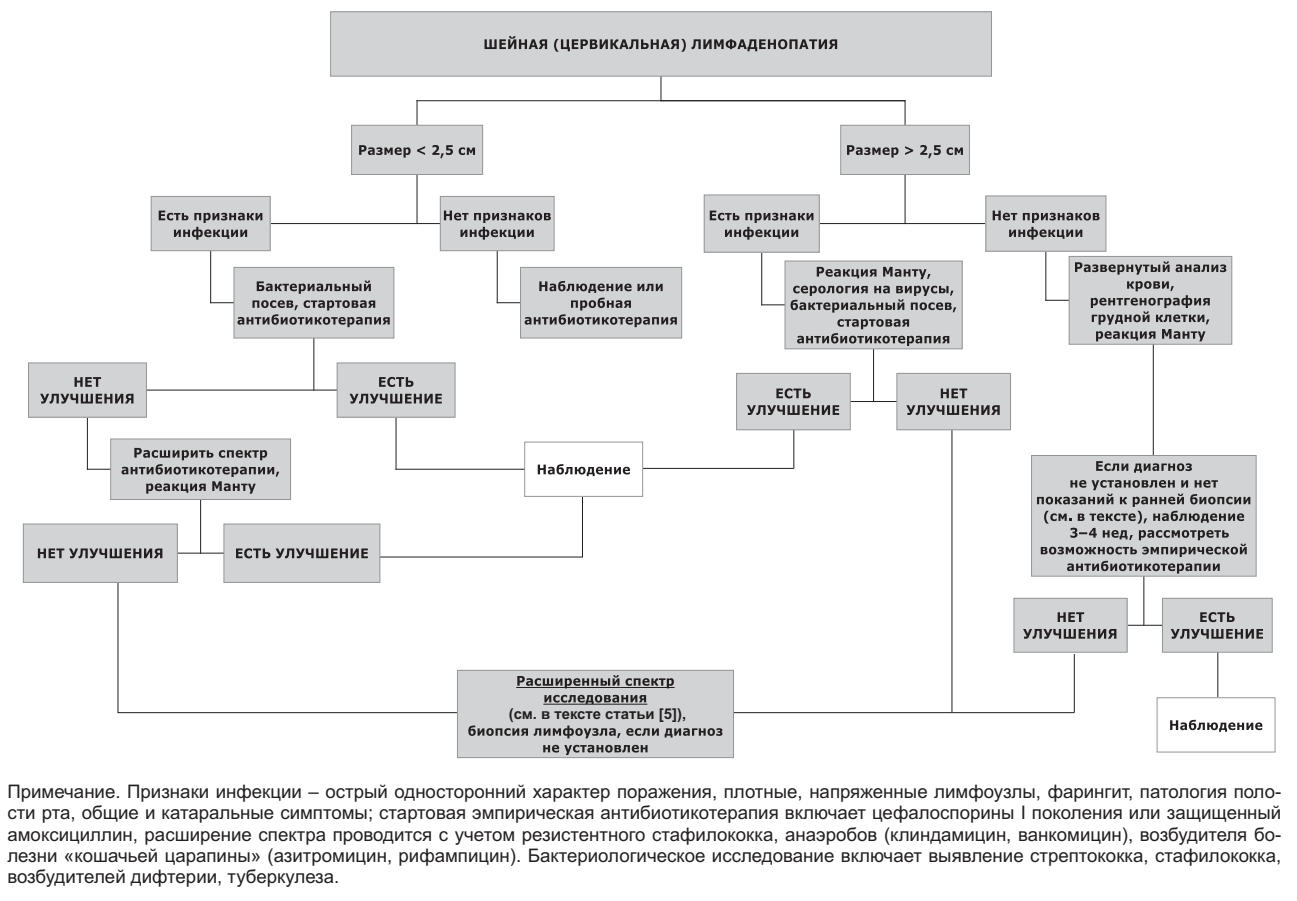 ШЕЙНАЯ (ЦЕРВИКАЛЬНАЯ) ЛИМФАДЕНОПАТИЯ
Размер < 2,5 см
Размер > 2,5 см
Есть признаки
инфекции
Нет признаков
инфекции
Есть признаки
инфекции
Нет признаков
инфекции
Бактериальный
посев, стартовая
антибиотикотерапия
Наблюдение или
пробная
антибиотикотерапия
Реакция Манту,
серология на вирусы,
бактериальный посев,
стартовая
антибиотикотерапия
Развернутый анализ
крови,
рентгенография
грудной клетки,
реакция Манту
НЕТ
УЛУЧШЕНИЯ
ЕСТЬ
УЛУЧШЕНИЕ
ЕСТЬ
УЛУЧШЕНИЕ
НЕТ
УЛУЧШЕНИЯ
Расширить спектр
антибиотикотерапии,
реакция Манту
Наблюдение
Если диагноз
не установлен и нет
показаний к ранней биопсии
(см. в тексте), наблюдение
3–4 нед, рассмотреть
возможность эмпирической
антибиотикотерапии
НЕТ УЛУЧШЕНИЯ
ЕСТЬ УЛУЧШЕНИЕ
НЕТ
УЛУЧШЕНИЯ
ЕСТЬ
УЛУЧШЕНИЕ
Расширенный спектр
исследования
(см. в тексте статьи [5]),
биопсия лимфоузла, если диагноз
не установлен
Наблюдение
Примечание. Признаки инфекции – острый односторонний характер поражения, плотные, напряженные лимфоузлы, фарингит, патология поло-
сти рта, общие и катаральные симптомы; стартовая эмпирическая антибиотикотерапия включает цефалоспорины I поколения или защищенный
амоксициллин, расширение спектра проводится с учетом резистентного стафилококка, анаэробов (клиндамицин, ванкомицин), возбудителя бо-
лезни «кошачьей царапины» (азитромицин, рифампицин). Бактериологическое исследование включает выявление стрептококка, стафилококка,
возбудителей дифтерии, туберкулеза.